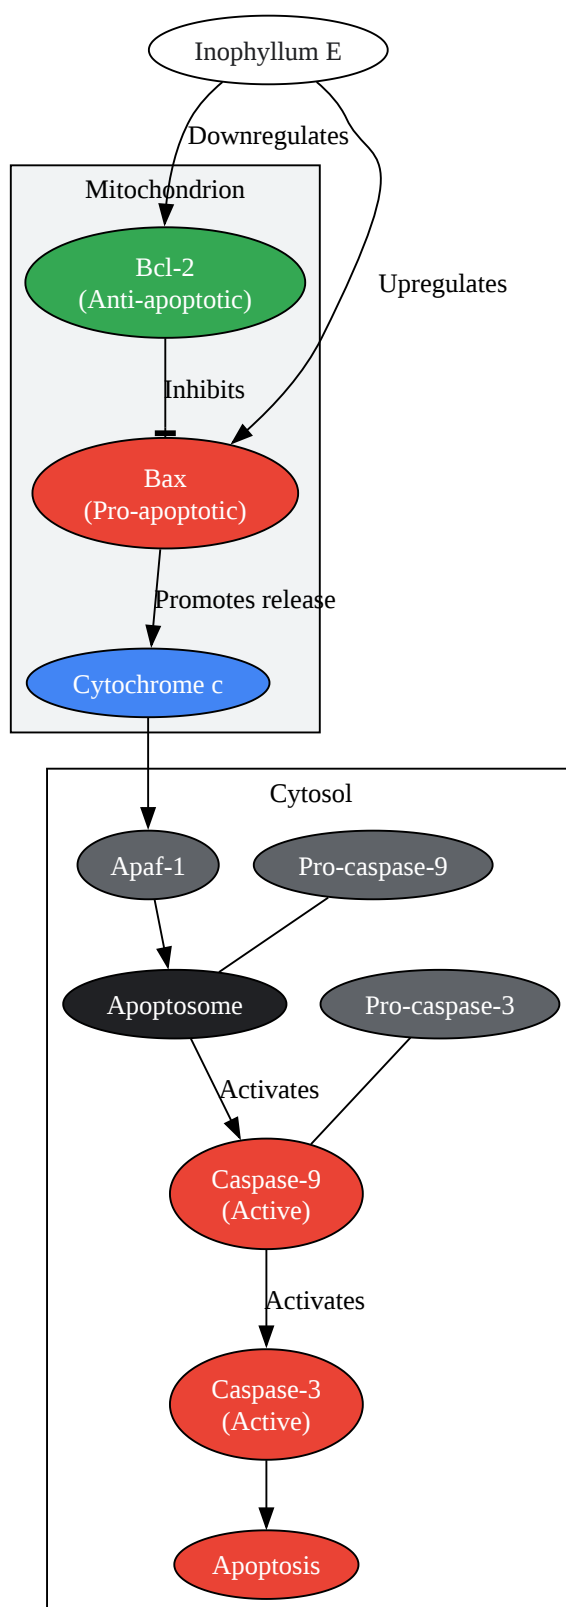 Inophyllum E
Downregulates
Mitochondrion
Bcl-2
(Anti-apoptotic)
Upregulates
Inhibits
Bax
(Pro-apoptotic)
Promotes release
Cytochrome c
Cytosol
Apaf-1
Pro-caspase-9
Apoptosome
Pro-caspase-3
Activates
Caspase-9
(Active)
Activates
Caspase-3
(Active)
Apoptosis